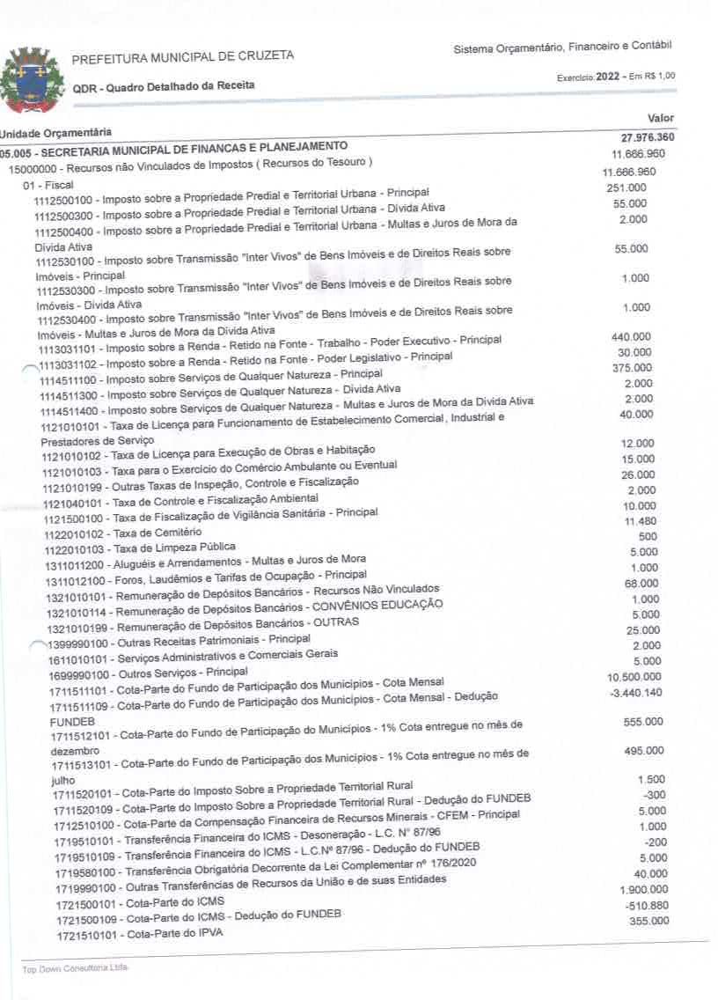 PREFEITURA MUNICIPAL DE CRUZETA
Sistema Orçamentário, Financeiro e Contábil
QDR - Quadro Detalhado da Receita
Exercício: 2022 - Em R$ 1,00
Unidade Orçamentária Valor
05.005 - SECRETARIA MUNICIPAL DE FINANCAS E PLANEJAMENTO 27.976.360
15000000 - Recursos não Vinculados de Impostos ( Recursos do Tesouro ) 11.666.960
01 - Fiscal 11.666.960
1112500100 - Imposto sobre a Propriedade Predial e Territorial Urbana - Principal 251.000
1112500300 - Imposto sobre a Propriedade Predial e Territorial Urbana - Dívida Ativa 55.000
1112500400 - Imposto sobre a Propriedade Predial e Territorial Urbana - Multas e Juros de Mora da 2.000
Dívida Ativa
1112530100 - Imposto sobre Transmissão "Inter Vivos" de Bens Imóveis e de Direitos Reais sobre 55.000
Imóveis - Principal
1112530300 - Imposto sobre Transmissão "Inter Vivos" de Bens Imóveis e de Direitos Reais sobre 1.000
Imóveis - Dívida Ativa
1112530400 - Imposto sobre Transmissão "Inter Vivos" de Bens Imóveis e de Direitos Reais sobre 1.000
Imóveis - Multas e Juros de Mora da Dívida Ativa
1113031101 - Imposto sobre a Renda - Retido na Fonte - Trabalho - Poder Executivo - Principal 440.000
1113031102 - Imposto sobre a Renda - Retido na Fonte - Poder Legislativo - Principal 30.000
1114511100 - Imposto sobre Serviços de Qualquer Natureza - Principal 375.000
1114511300 - Imposto sobre Serviços de Qualquer Natureza - Dívida Ativa 2.000
1114511400 - Imposto sobre Serviços de Qualquer Natureza - Multas e Juros de Mora da Dívida Ativa 2.000
1121010101 - Taxa de Licença para Funcionamento de Estabelecimento Comercial, Industrial e 40.000
Prestadores de Serviço
1121010102 - Taxa de Licença para Execução de Obras e Habitação 12.000
1121010103 - Taxa para o Exercício do Comércio Ambulante ou Eventual 15.000
1121010199 - Outras Taxas de Inspeção, Controle e Fiscalização 26.000
1121040101 - Taxa de Controle e Fiscalização Ambiental 2.000
1121500100 - Taxa de Fiscalização de Vigilância Sanitária - Principal 10.000
1122010102 - Taxa de Cemitério 11.480
1122010103 - Taxa de Limpeza Pública 500
1311011200 - Aluguéis e Arrendamentos - Multas e Juros de Mora 5.000
1311012100 - Foros, Laudêmios e Tarifas de Ocupação - Principal 1.000
1321010101 - Remuneração de Depósitos Bancários - Recursos Não Vinculados 68.000
1321010114 - Remuneração de Depósitos Bancários - CONVÊNIOS EDUCAÇÃO 1.000
1321010199 - Remuneração de Depósitos Bancários - OUTRAS 5.000
1399990100 - Outras Receitas Patrimoniais - Principal 25.000
1611010101 - Serviços Administrativos e Comerciais Gerais 2.000
1699990100 - Outros Serviços - Principal 5.000
1711511101 - Cota-Parte do Fundo de Participação dos Municípios - Cota Mensal 10.500.000
1711511109 - Cota-Parte do Fundo de Participação dos Municípios - Cota Mensal - Dedução -3.440.140
FUNDEB
1711512101 - Cota-Parte do Fundo de Participação do Municípios - 1% Cota entregue no mês de 555.000
dezembro
1711513101 - Cota-Parte do Fundo de Participação dos Municípios - 1% Cota entregue no mês de 495.000
julho
1711520101 - Cota-Parte do Imposto Sobre a Propriedade Territorial Rural 1.500
1711520109 - Cota-Parte do Imposto Sobre a Propriedade Territorial Rural - Dedução do FUNDEB -300
1712510100 - Cota-Parte da Compensação Financeira de Recursos Minerais - CFEM - Principal 5.000
1719510101 - Transferência Financeira do ICMS - Desoneração - L.C. N° 87/96 1.000
1719510109 - Transferência Financeira do ICMS - L.C.Nº 87/96 - Dedução do FUNDEB -200
1719580100 - Transferência Obrigatória Decorrente da Lei Complementar nº 176/2020 5.000
1719990100 - Outras Transferências de Recursos da União e de suas Entidades 40.000
1721500101 - Cota-Parte do ICMS 1.900.000
1721500109 - Cota-Parte do ICMS - Dedução do FUNDEB -510.880
1721510101 - Cota-Parte do IPVA 355.000
Top Down Consultoria Ltda.